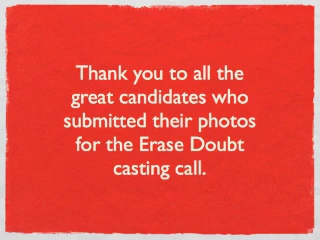 Thank you to all the
great candidates who
submitted their photos
for the Erase Doubt
casting call.